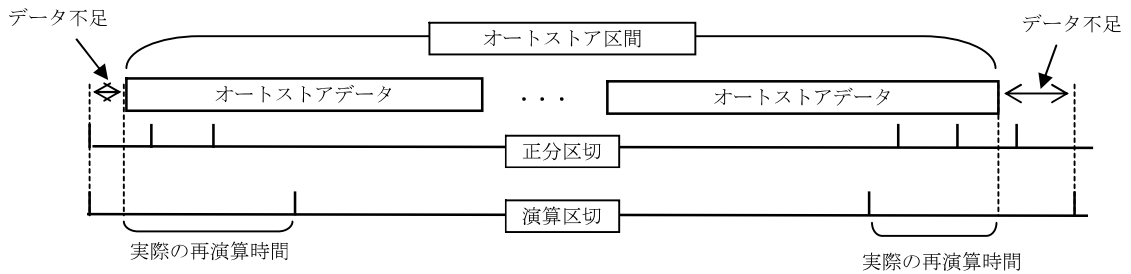 データ不足
オートストア区間
データ不足
オートストアデータ
・・・
オートストアデータ
正分区切
演算区切
実際の再演算時間
実際の再演算時間